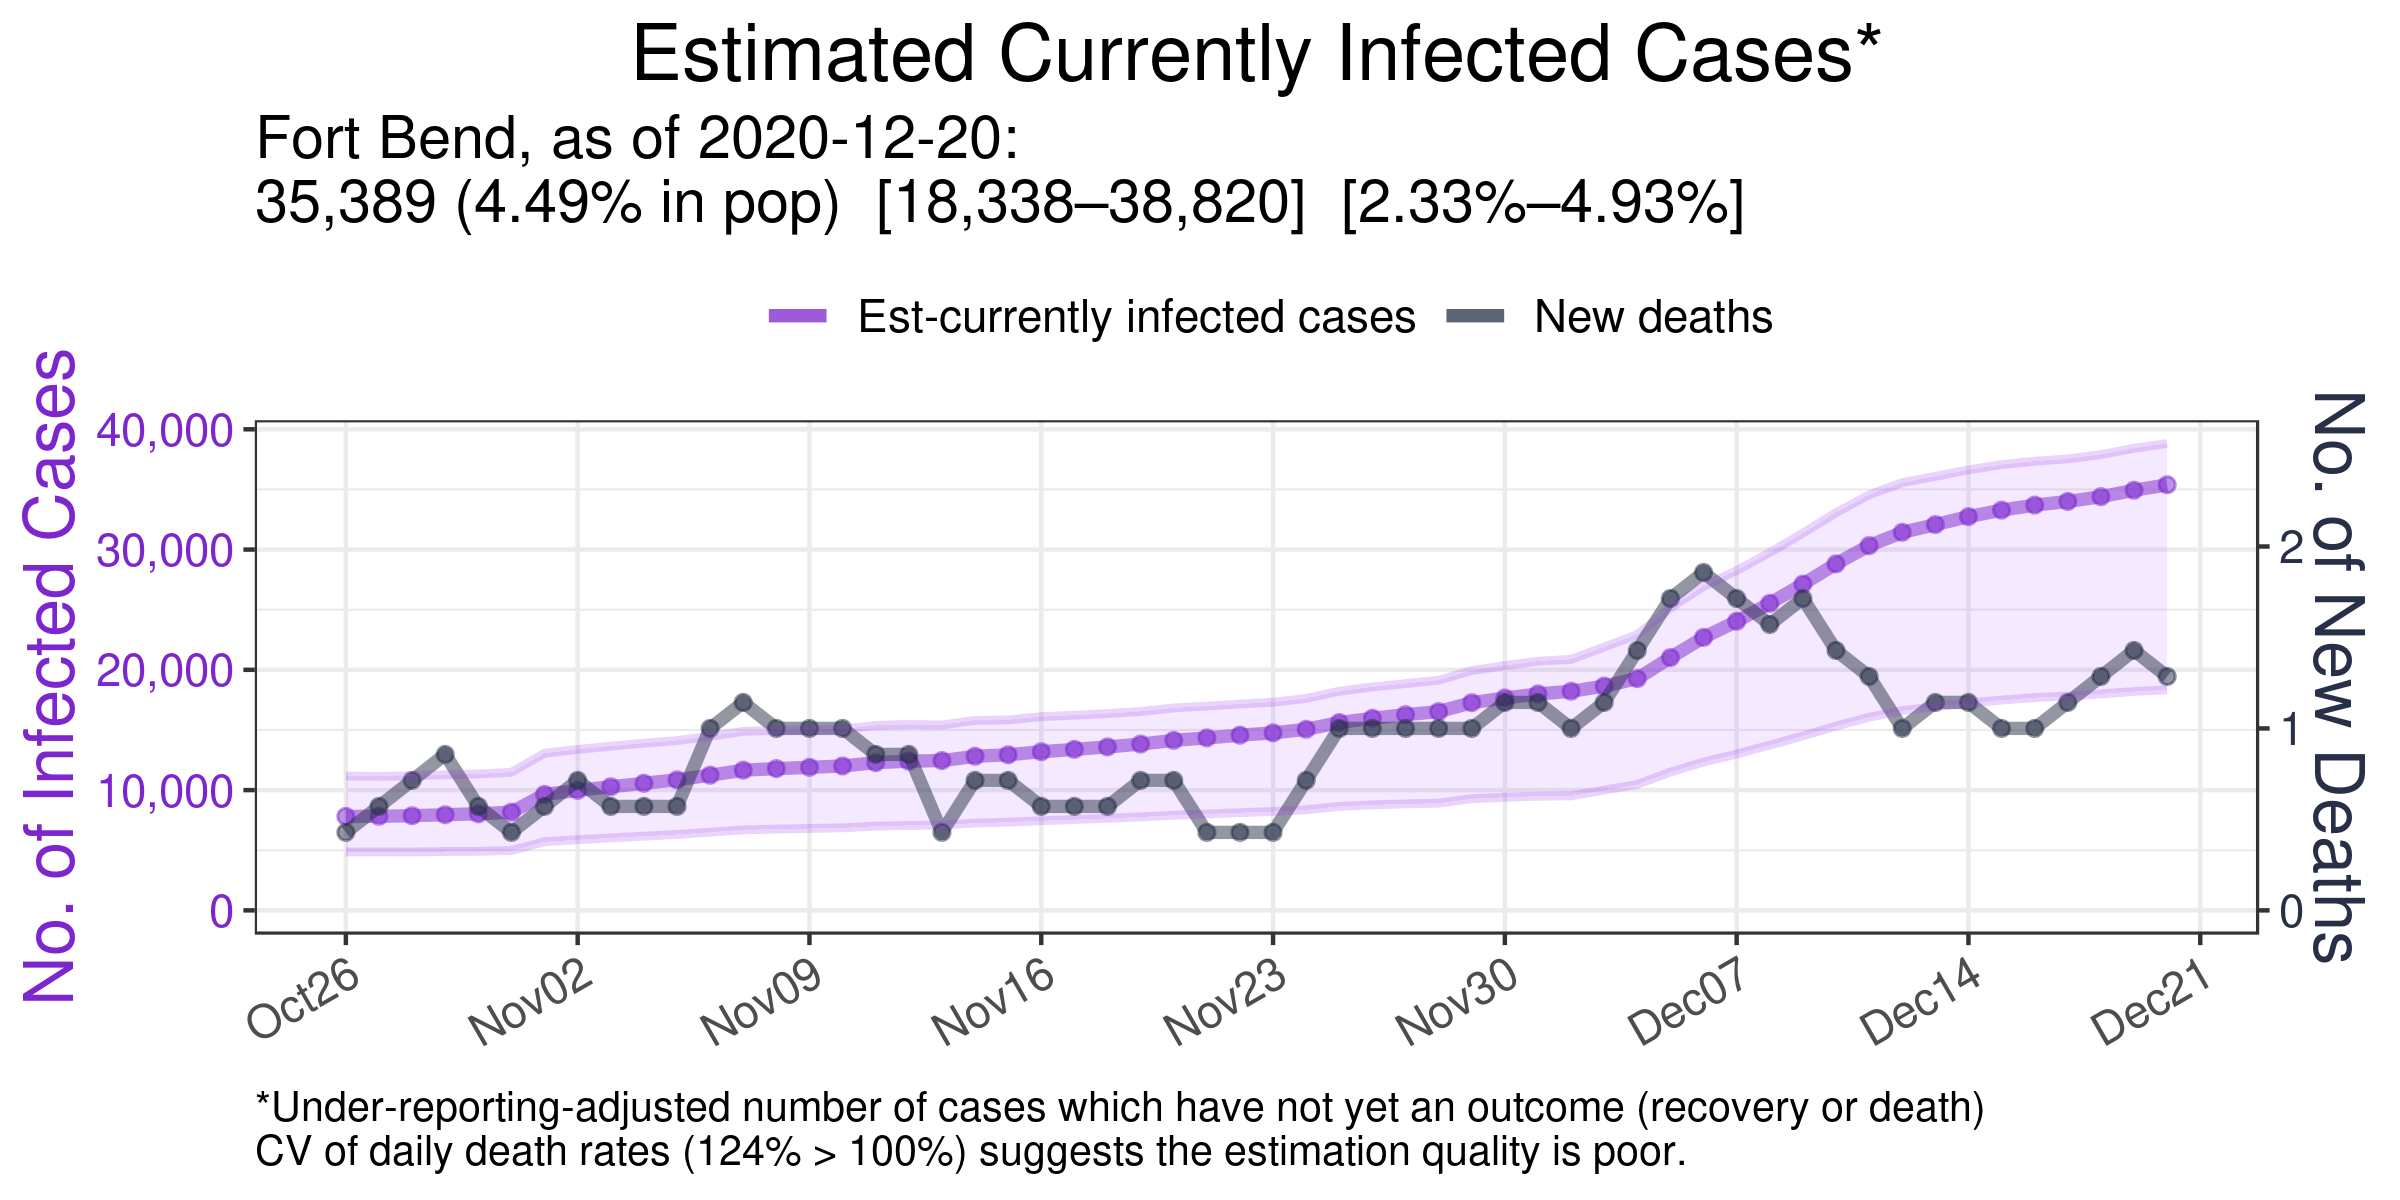 Estimated Currently Infected Cases*
Fort Bend, as of 2020-12-20:
35,389 (4.49% in pop)  [18,338–38,820]  [2.33%–4.93%]
Est-currently infected cases
New deaths
No. of Infected Cases
40,000
30,000
20,000
10,000
0
No. of New Deaths
2
1
0
Oct26
Nov02
Nov09
Nov16
Nov23
Nov30
Dec07
Dec14
Dec21
*Under-reporting-adjusted number of cases which have not yet an outcome (recovery or death)
CV of daily death rates (124% > 100%) suggests the estimation quality is poor.